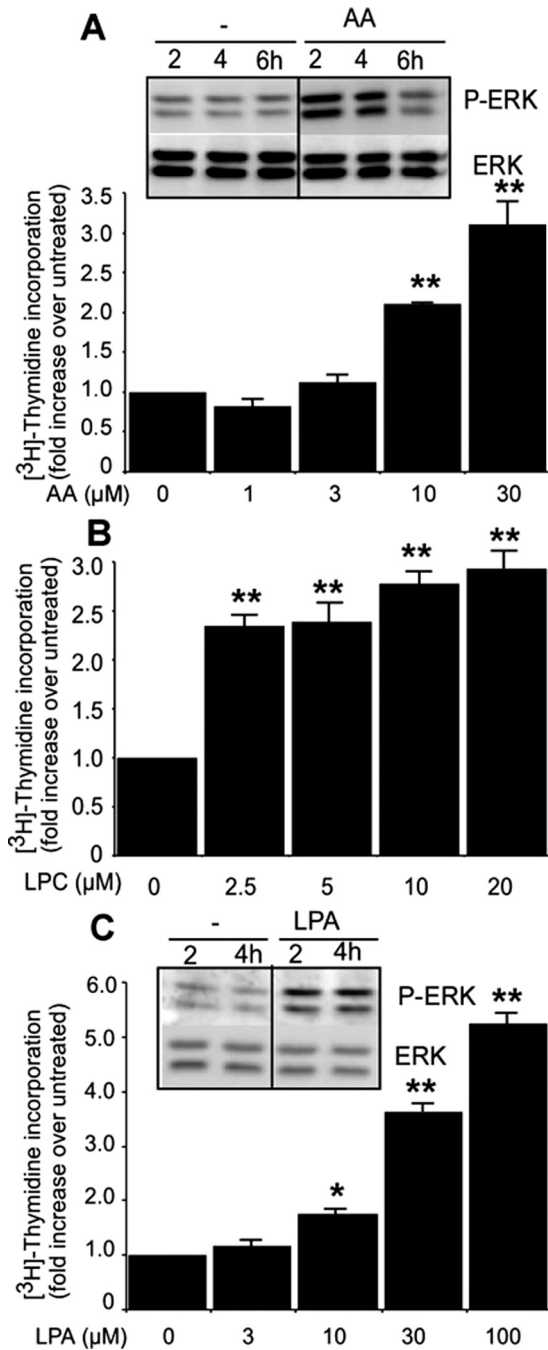 A
- AA
2 4 6h 2 4 6h
P-ERK
ERK
[³H]-Thymidine incorporation
(fold increase over untreated)
3.5
3.0
2.5
2.0
1.5
1.0
0.5
0
** **
AA (µM) 0 1 3 10 30
B
[³H]-Thymidine incorporation
(fold increase over untreated)
3.0
2.5
1.0
0.5
0
** ** ** **
LPC (µM) 0 2.5 5 10 20
C
- LPA
2 4h 2 4h
P-ERK
ERK
[³H]-Thymidine incorporation
(fold increase over untreated)
6.0
5.0
4.0
3.0
2.0
1.0
0
* ** **
LPA (µM) 0 3 10 30 100